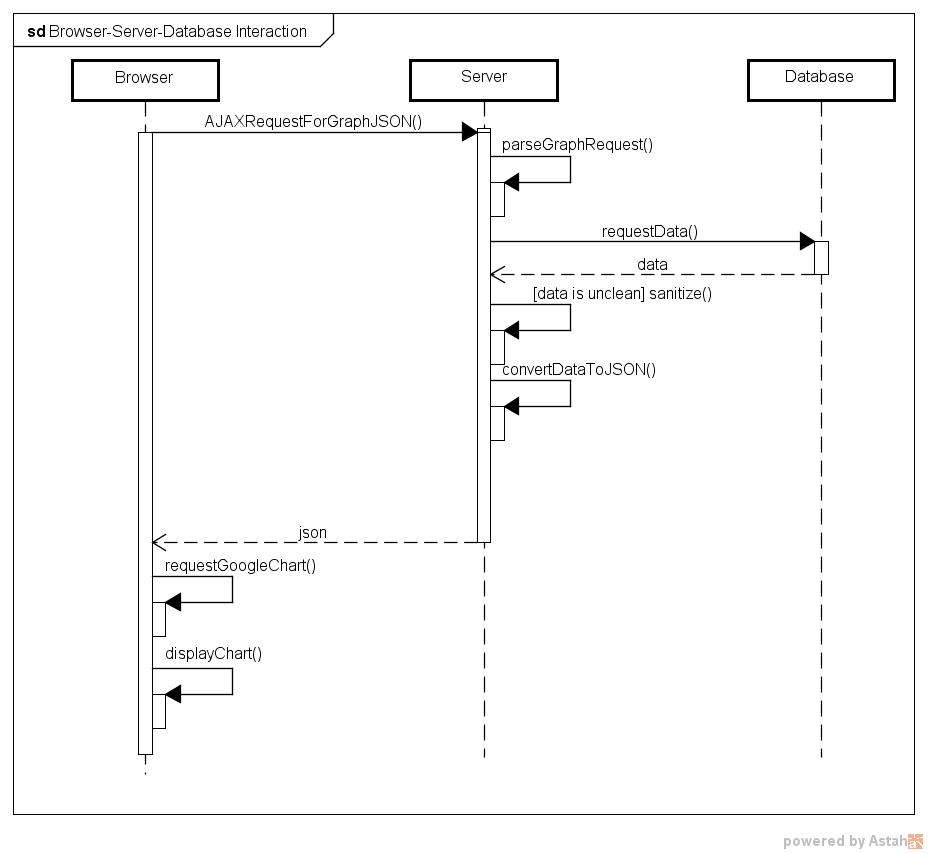 sd Browser-Server-Database Interaction
Browser
Server
Database
AJAXRequestForGraphJSON()
parseGraphRequest()
requestData()
data
[data is unclean] sanitize()
convertDataToJSON()
json
requestGoogleChart()
displayChart()
powered by Astah